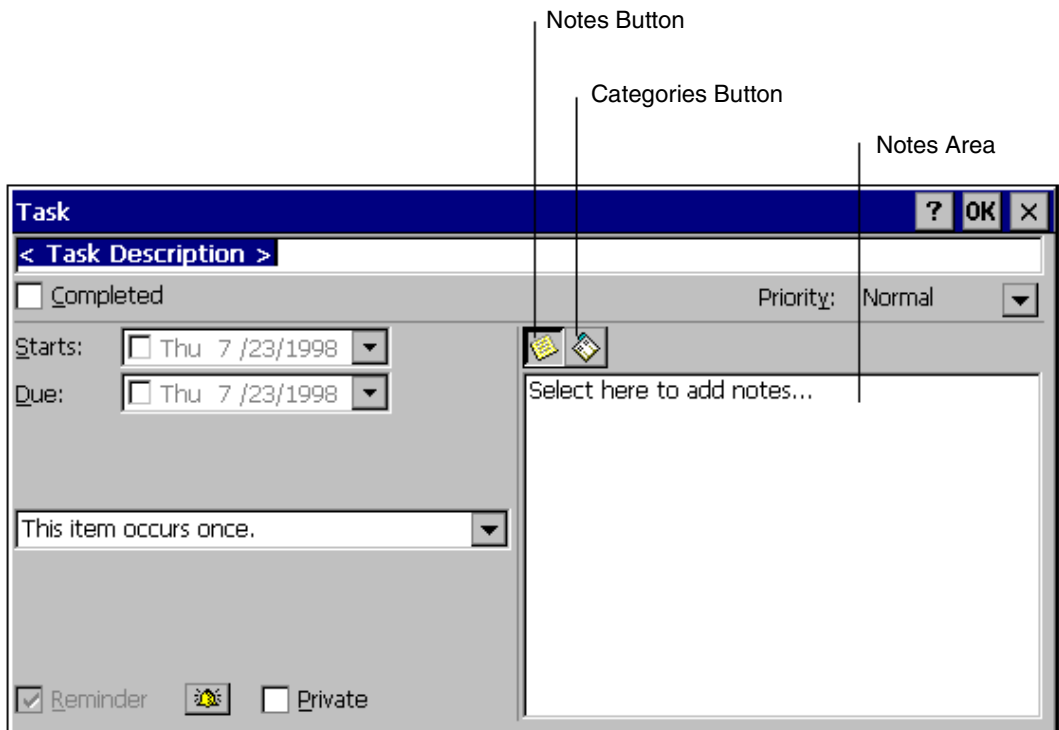 Notes Button
Categories Button
Notes Area
Task ? OK ×
< Task Description >
Completed Priority: Normal
Starts: Thu 7 /23/1998
Due: Thu 7 /23/1998
Select here to add notes...
This item occurs once.
Reminder Private